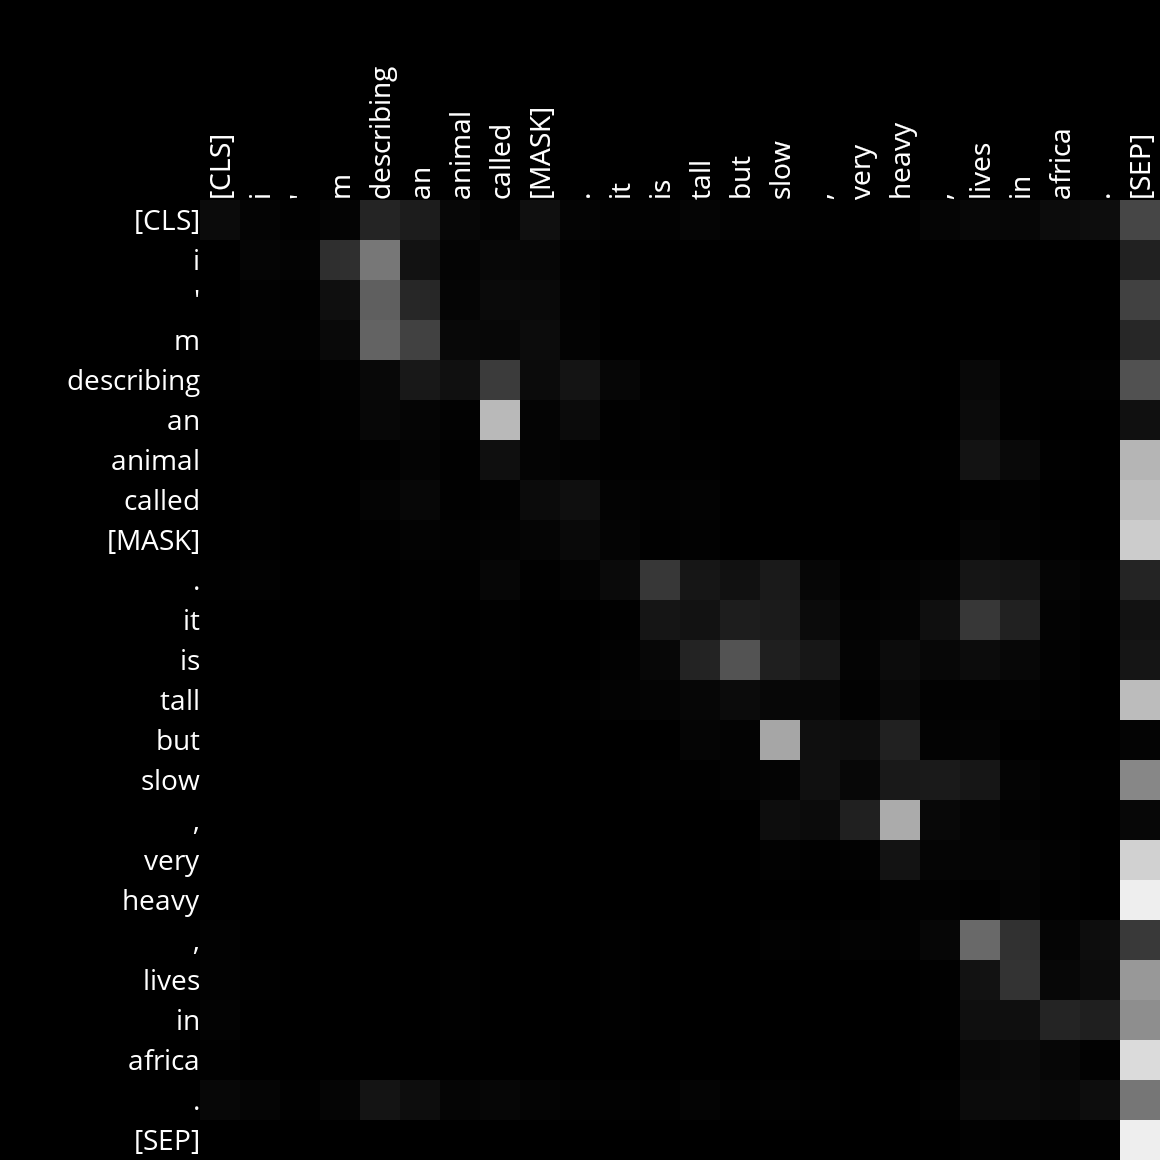 [CLS] i ' m describing an animal called [MASK] . it is tall but slow , very heavy , lives in africa . [SEP]
[CLS]
i
'
m
describing
an
animal
called
[MASK]
.
it
is
tall
but
slow
,
very
heavy
,
lives
in
africa
.
[SEP]